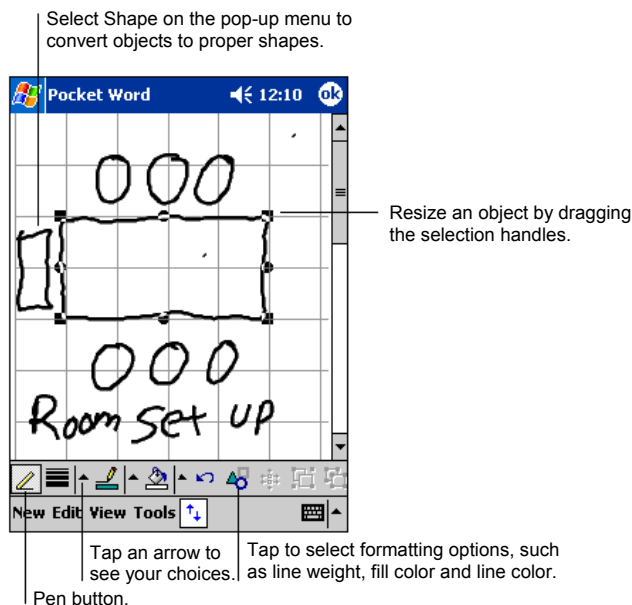 Select Shape on the pop-up menu to
convert objects to proper shapes.
Pocket Word 12:10 ok
Resize an object by dragging
the selection handles.
Room set up
New Edit View Tools
Tap an arrow to
see your choices.
Tap to select formatting options, such
as line weight, fill color and line color.
Pen button.